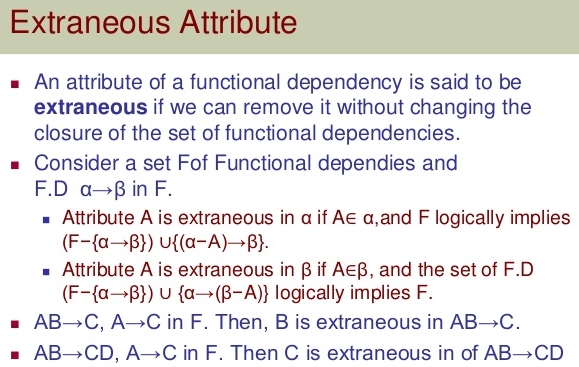 Extraneous Attribute
▪ An attribute of a functional dependency is said to be
extraneous if we can remove it without changing the
closure of the set of functional dependencies.
▪ Consider a set Fof Functional dependies and
F.D α→β in F.
▪ Attribute A is extraneous in α if A∈ α,and F logically implies
(F−{α→β}) ∪{(α−A)→β}.
▪ Attribute A is extraneous in β if A∈β, and the set of F.D
(F−{α→β}) ∪ {α→(β−A)} logically implies F.
▪ AB→C, A→C in F. Then, B is extraneous in AB→C.
▪ AB→CD, A→C in F. Then C is extraneous in of AB→CD